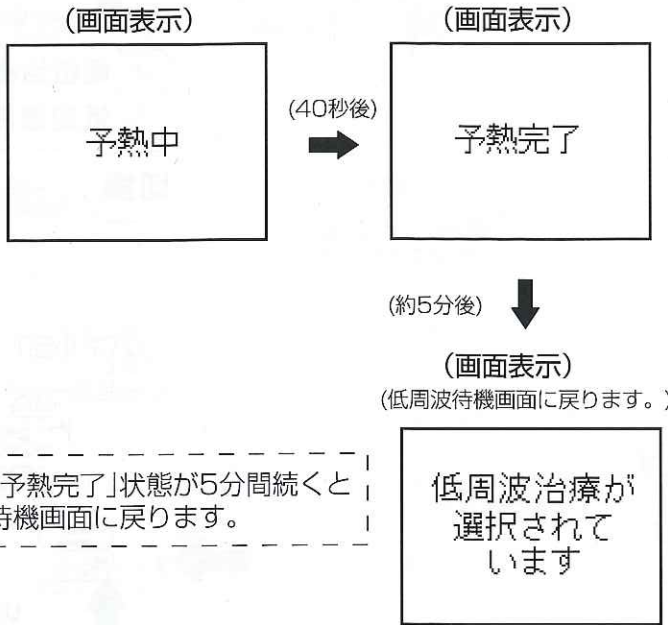 (画面表示)
予熱中
(40秒後)
(画面表示)
予熱完了
(約5分後)
(画面表示)
(低周波待機画面に戻ります。)
低周波治療が
選択されて
います
予熱完了」状態が5分間続くと
待機画面に戻ります。